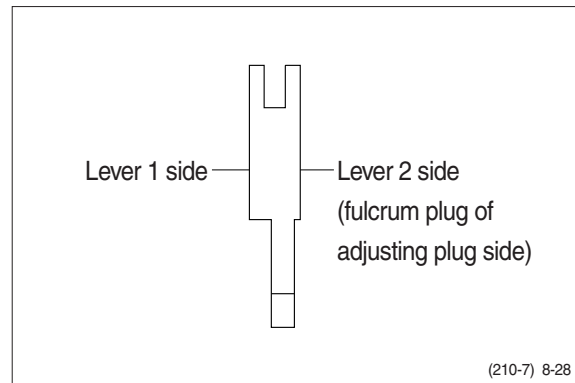 Lever 1 side
Lever 2 side
(fulcrum plug of
adjusting plug side)
(210-7) 8-28